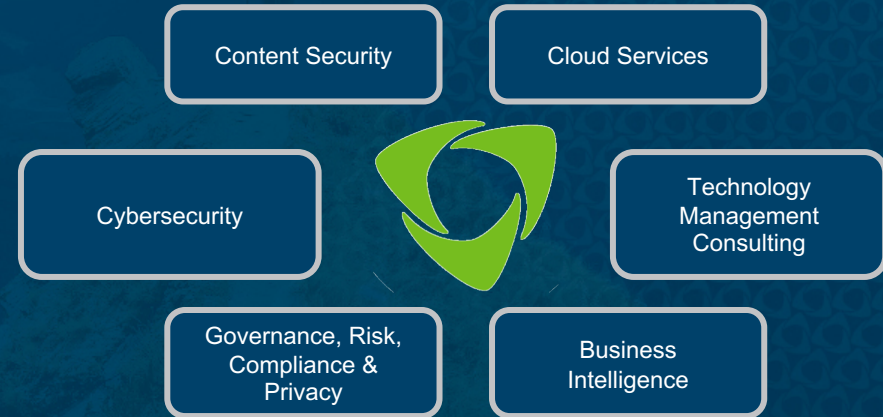 Content Security
Cloud Services
Cybersecurity
Technology
Management
Consulting
Governance, Risk,
Compliance &
Privacy
Business
Intelligence